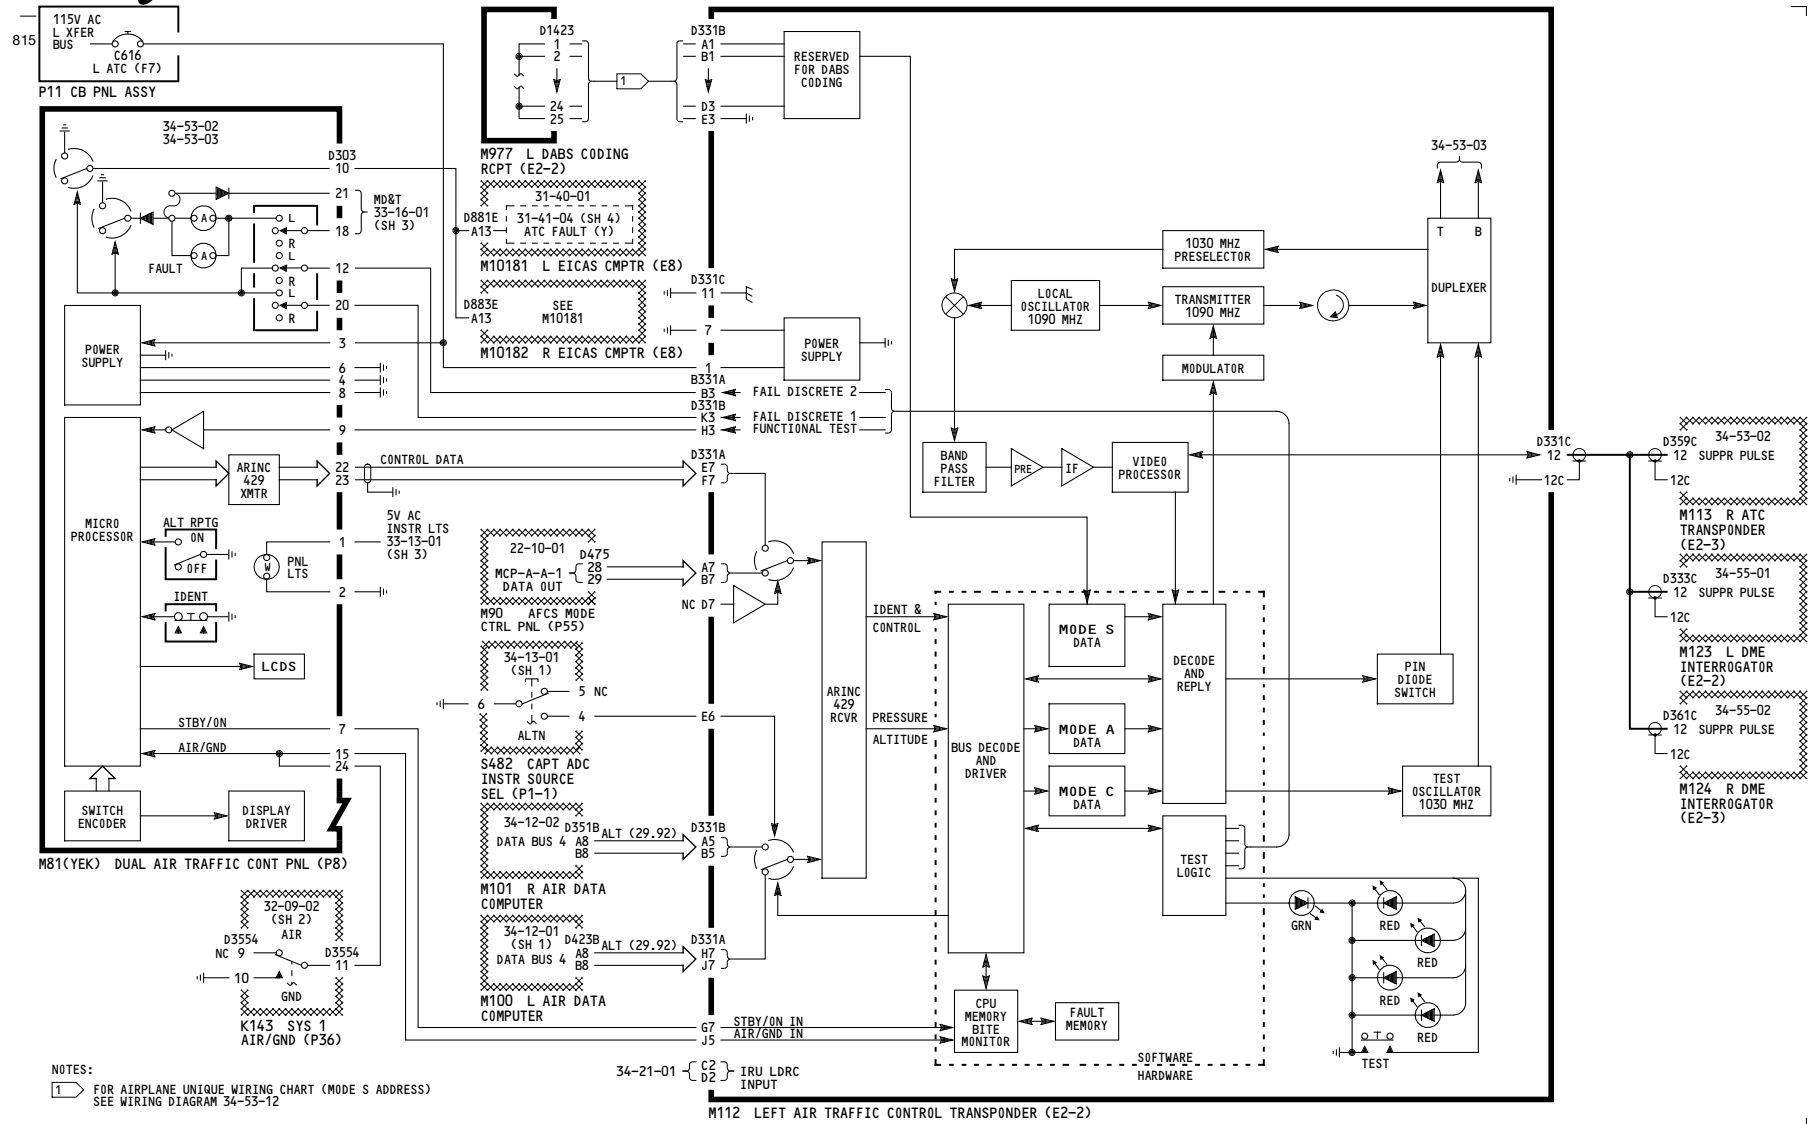 115V AC
L XFER
BUS
815
C616
L ATC (F7)
P11 CB PNL ASSY
34-53-02
34-53-03
D303
10
21
MD&T
33-16-01
(SH 3)
18
A
A
FAULT
L
R
L
R
L
R
12
20
POWER
SUPPLY
3
6
4
8
9
MICRO
PROCESSOR
ARINC
429
XMTR
22
23
CONTROL DATA
ALT RPTG
ON
OFF
5V AC
INSTR LTS
33-13-01
(SH 3)
1
W
PNL
LTS
2
IDENT
LCDS
STBY/ON
7
AIR/GND
15
24
SWITCH
ENCODER
DISPLAY
DRIVER
M81(YEK) DUAL AIR TRAFFIC CONT PNL (P8)
32-09-02
(SH 2)
AIR
D3554
NC 9
D3554
11
10
GND
K143 SYS 1
AIR/GND (P36)
NOTES:
1 FOR AIRPLANE UNIQUE WIRING CHART (MODE S ADDRESS)
SEE WIRING DIAGRAM 34-53-12
D1423
1
2
24
25
1
M977 L DABS CODING
RCPT (E2-2)
31-40-01
D881E
A13
31-41-04 (SH 4)
ATC FAULT (Y)
M10181 L EICAS CMPTR (E8)
D883E
A13
SEE
M10181
M10182 R EICAS CMPTR (E8)
D331B
A1
B1
D3
E3
RESERVED
FOR DABS
CODING
D331C
11
7
1
POWER
SUPPLY
B331A
B3
FAIL DISCRETE 2
D331B
K3
FAIL DISCRETE 1
H3
FUNCTIONAL TEST
D331A
E7
F7
22-10-01
D475
28
29
MCP-A-A-1
DATA OUT
M90 AFCS MODE
CTRL PNL (P55)
A7
B7
NC D7
34-13-01
(SH 1)
5 NC
6
4
ALTN
E6
S482 CAPT ADC
INSTR SOURCE
SEL (P1-1)
34-12-02
D351B
DATA BUS 4 A8
B8
ALT (29.92)
D331B
A5
B5
M101 R AIR DATA
COMPUTER
34-12-01
(SH 1)
D423B
DATA BUS 4 A8
B8
ALT (29.92)
D331A
H7
J7
M100 L AIR DATA
COMPUTER
G7
STBY/ON IN
J5
AIR/GND IN
34-21-01
C2
D2
IRU LDRC
INPUT
ARINC
429
RCVR
IDENT &
CONTROL
PRESSURE
ALTITUDE
BUS DECODE
AND
DRIVER
MODE S
DATA
MODE A
DATA
MODE C
DATA
DECODE
AND
REPLY
TEST
LOGIC
CPU
MEMORY
BITE
MONITOR
FAULT
MEMORY
SOFTWARE
HARDWARE
34-53-03
T
B
DUPLEXER
1030 MHZ
PRESELECTOR
LOCAL
OSCILLATOR
1090 MHZ
TRANSMITTER
1090 MHZ
MODULATOR
BAND
PASS
FILTER
PRE
IF
VIDEO
PROCESSOR
PIN
DIODE
SWITCH
TEST
OSCILLATOR
1030 MHZ
GRN
RED
RED
RED
RED
TEST
D331C
12
12C
D359C
12
12C
34-53-02
SUPPR PULSE
M113 R ATC
TRANSPONDER
(E2-3)
D333C
12
12C
34-55-01
SUPPR PULSE
M123 L DME
INTERROGATOR
(E2-2)
D361C
12
12C
34-55-02
SUPPR PULSE
M124 R DME
INTERROGATOR
(E2-3)
M112 LEFT AIR TRAFFIC CONTROL TRANSPONDER (E2-2)